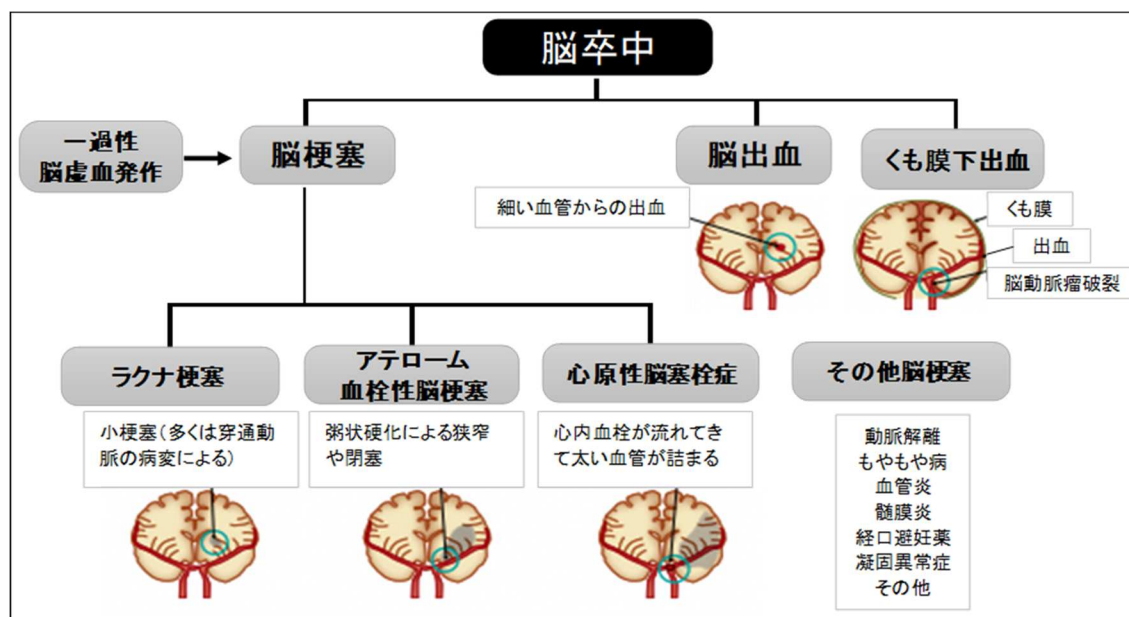 脳卒中
一過性
脳虚血発作
脳梗塞
脳出血
くも膜下出血
細い血管からの出血
くも膜
出血
脳動脈瘤破裂
ラクナ梗塞
アテローム
血栓性脳梗塞
心原性脳塞栓症
その他脳梗塞
小梗塞(多くは穿通動
脈の病変による)
粥状硬化による狭窄
や閉塞
心内血栓が流れてき
て太い血管が詰まる
動脈解離
もやもや病
血管炎
髄膜炎
経口避妊薬
凝固異常症
その他